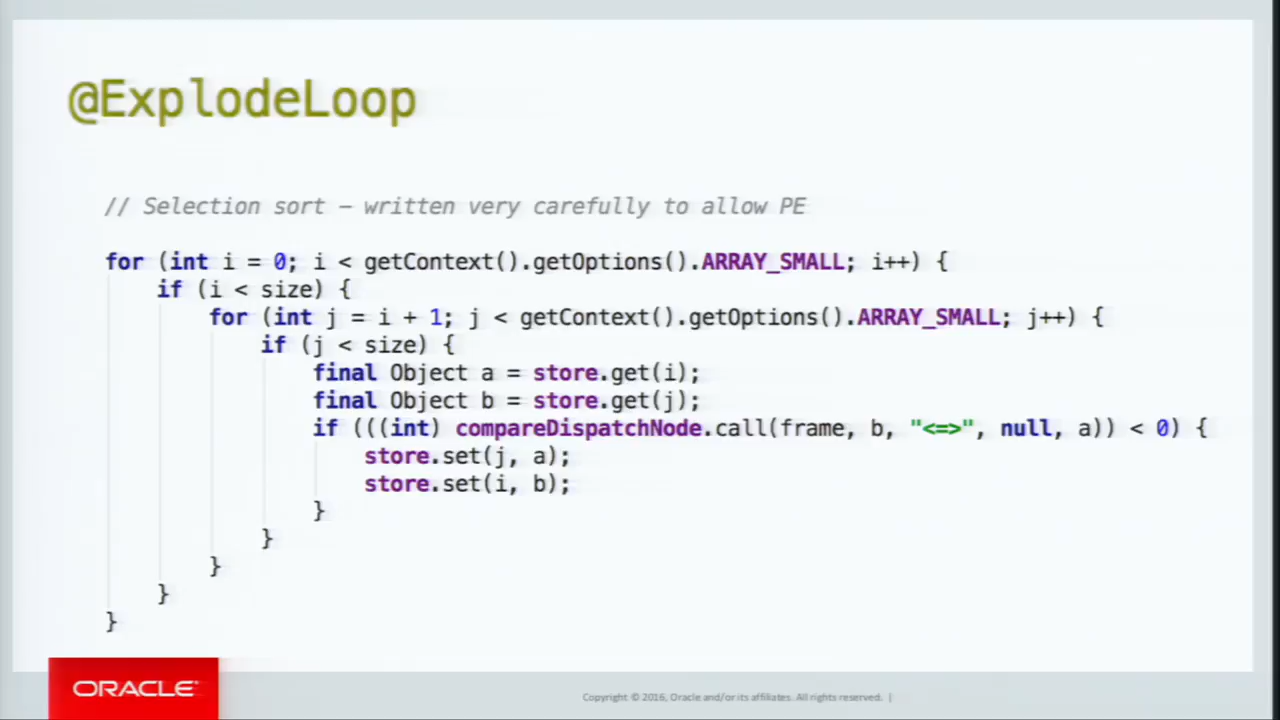 @ExplodeLoop
// Selection sort – written very carefully to allow PE
for (int i = 0; i < getContext().getOptions().ARRAY_SMALL; i++) {
if (i < size) {
for (int j = i + 1; j < getContext().getOptions().ARRAY_SMALL; j++) {
if (j < size) {
final Object a = store.get(i);
final Object b = store.get(j);
if (((int) compareDispatchNode.call(frame, b, "<=>", null, a)) < 0) {
store.set(j, a);
store.set(i, b);
}
}
}
}
}
ORACLE
Copyright © 2016, Oracle and/or its affiliates. All rights reserved. |